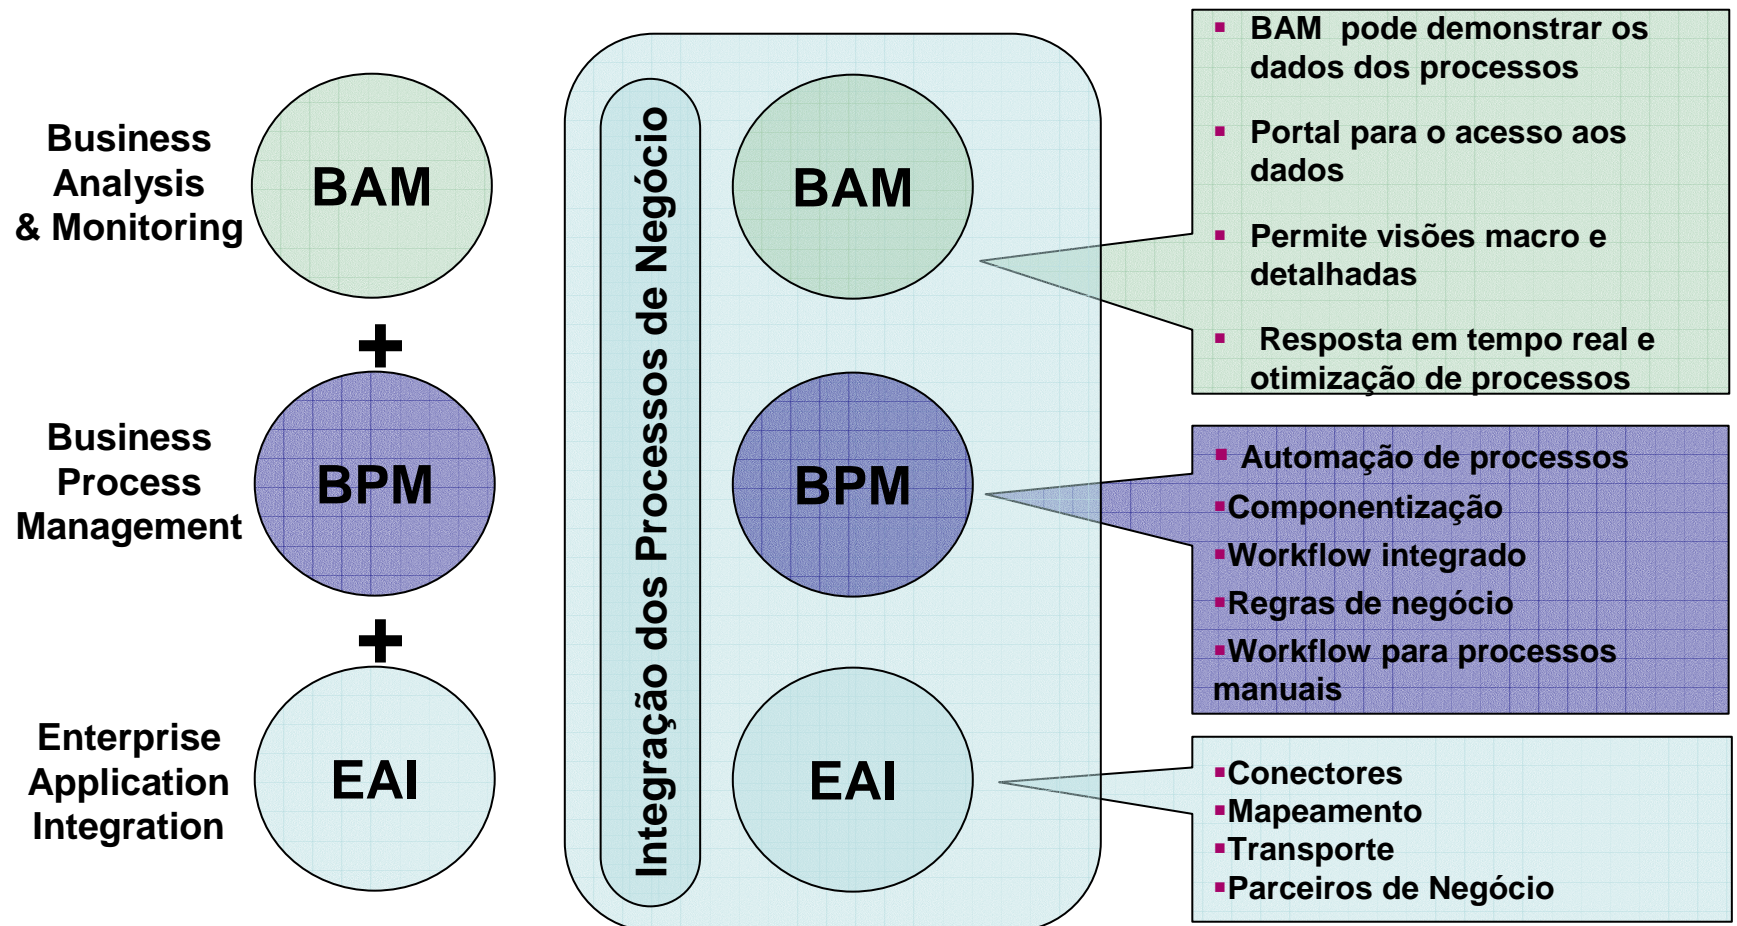 Business
Analysis
& Monitoring
BAM
+
Business
Process
Management
BPM
+
Enterprise
Application
Integration
EAI
Integração dos Processos de Negócio
BAM
BPM
EAI
▪ BAM pode demonstrar os
dados dos processos
▪ Portal para o acesso aos
dados
▪ Permite visões macro e
detalhadas
▪ Resposta em tempo real e
otimização de processos
▪ Automação de processos
▪Componentização
▪Workflow integrado
▪Regras de negócio
▪Workflow para processos
manuais
▪Conectores
▪Mapeamento
▪Transporte
▪Parceiros de Negócio